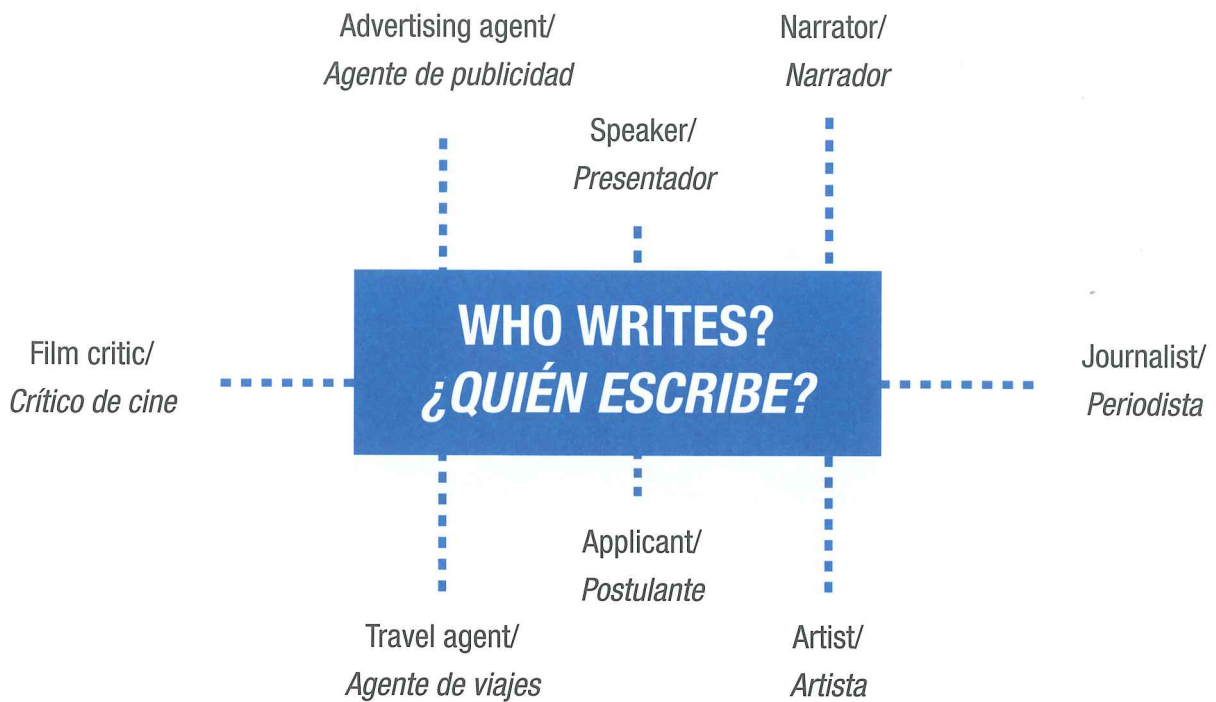 Advertising agent/
Agente de publicidad
Narrator/
Narrador
Speaker/
Presentador
WHO WRITES?
¿QUIÉN ESCRIBE?
Film critic/
Crítico de cine
Journalist/
Periodista
Applicant/
Postulante
Travel agent/
Agente de viajes
Artist/
Artista